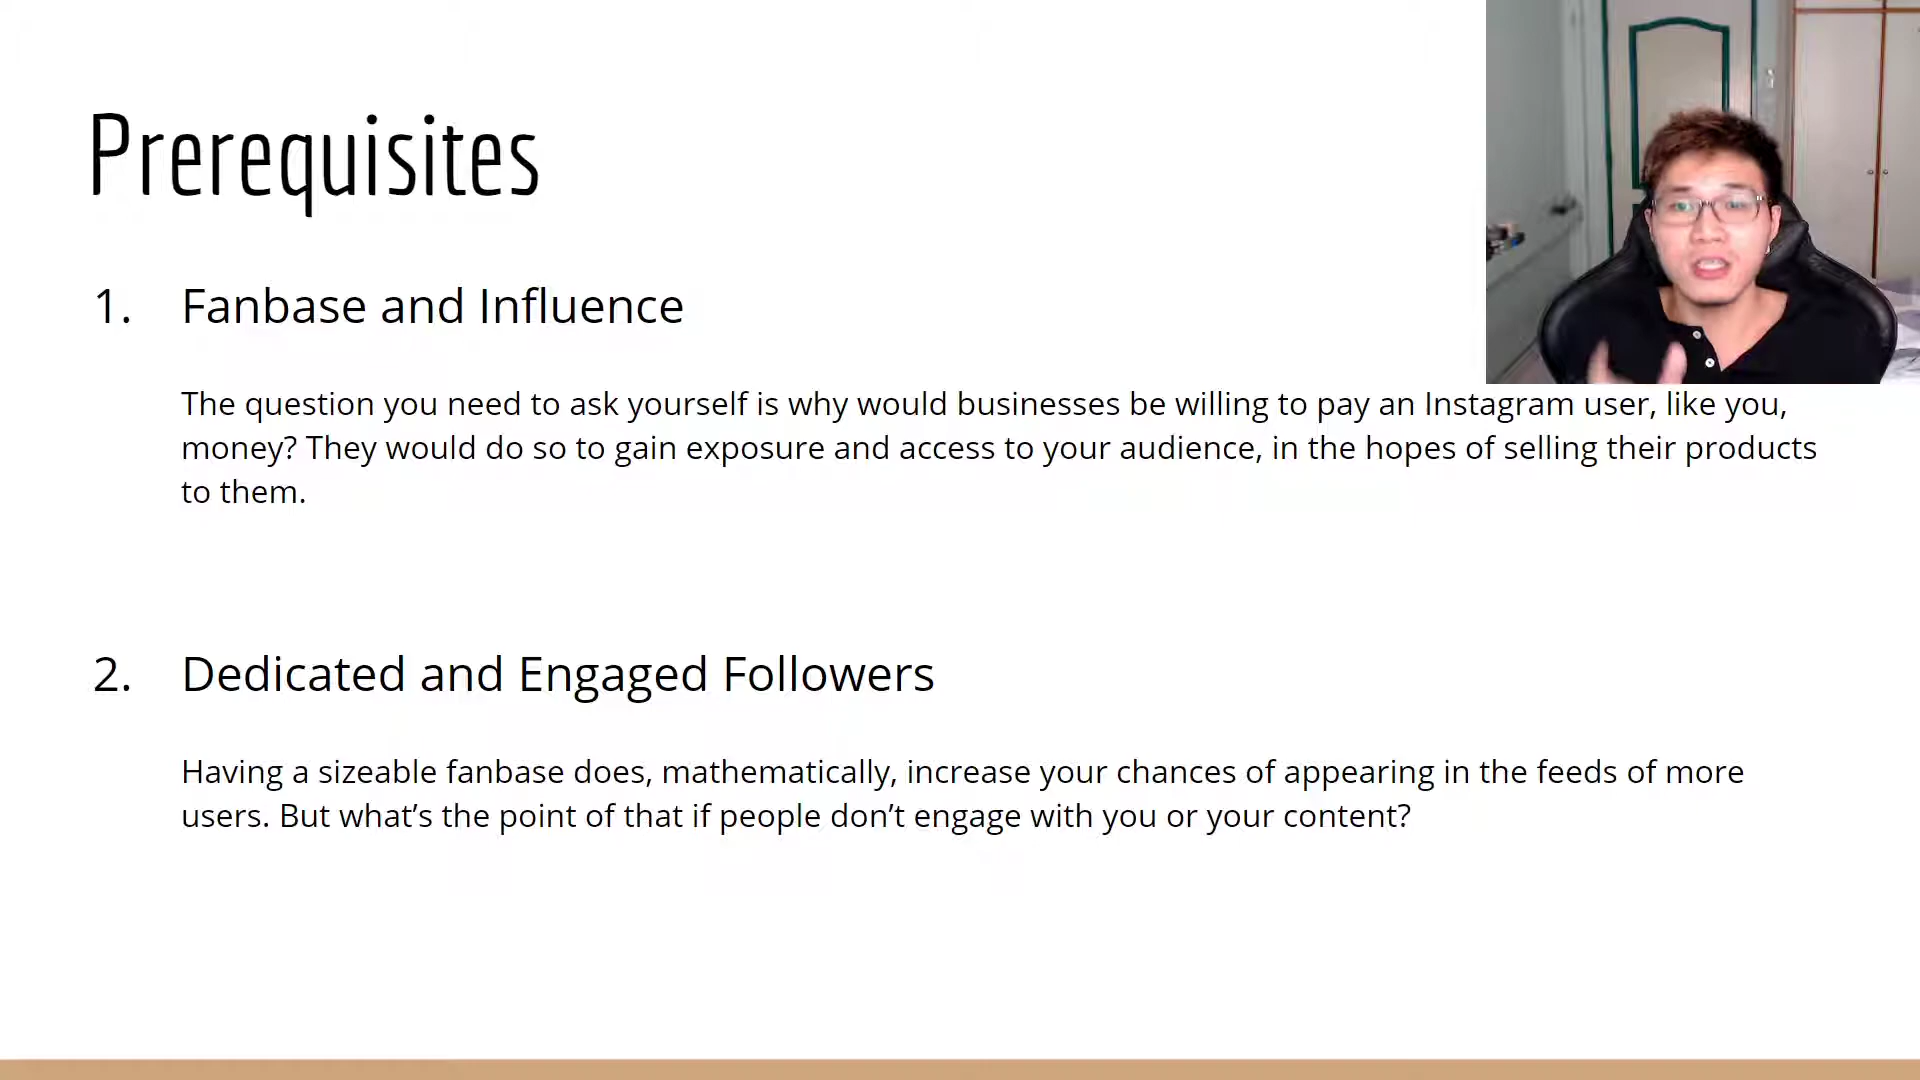 Prerequisites
1. Fanbase and Influence
The question you need to ask yourself is why would businesses be willing to pay an Instagram user, like you,
money? They would do so to gain exposure and access to your audience, in the hopes of selling their products
to them.
2. Dedicated and Engaged Followers
Having a sizeable fanbase does, mathematically, increase your chances of appearing in the feeds of more
users. But what’s the point of that if people don’t engage with you or your content?